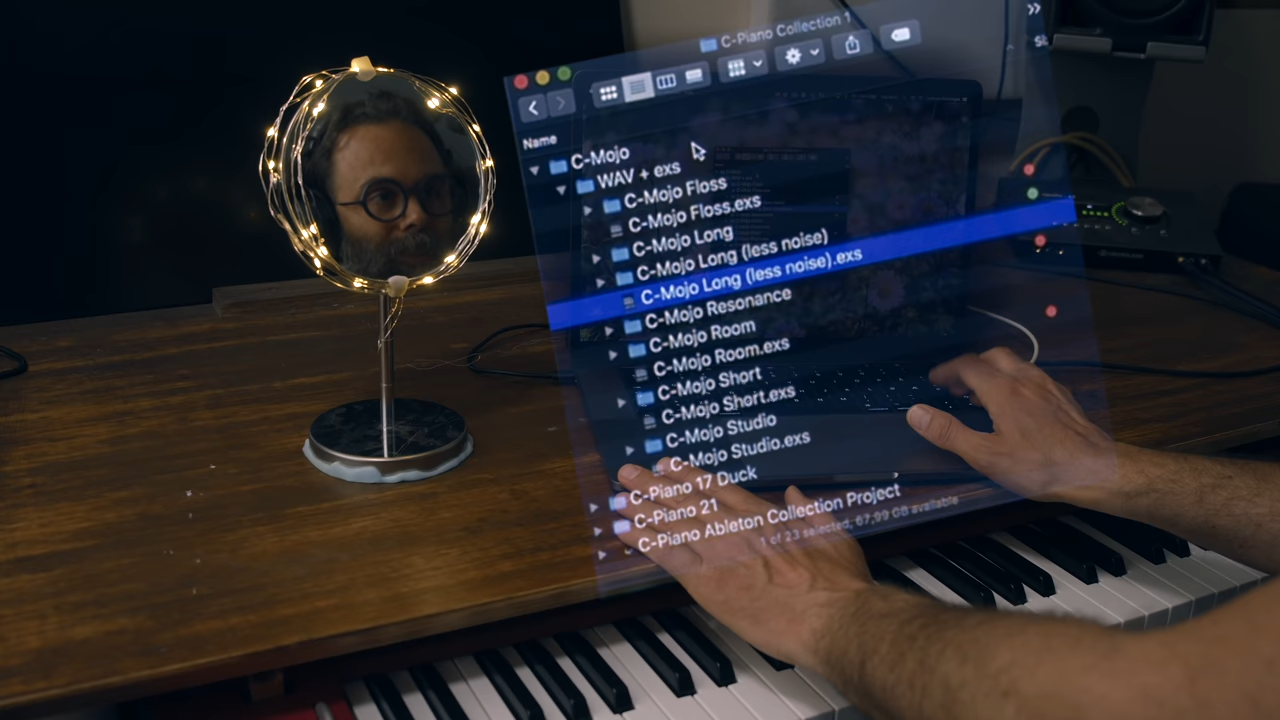 C-Piano Collection 1
Name
C-Mojo
WAV + exs
C-Mojo Floss
C-Mojo Floss.exs
C-Mojo Long
C-Mojo Long (less noise)
C-Mojo Long (less noise).exs
C-Mojo Resonance
C-Mojo Room
C-Mojo Room.exs
C-Mojo Short
C-Mojo Short.exs
C-Mojo Studio
C-Mojo Studio.exs
C-Piano 17 Duck
C-Piano 21
C-Piano Ableton Collection Project
1 of 23 selected, 67,99 GB available